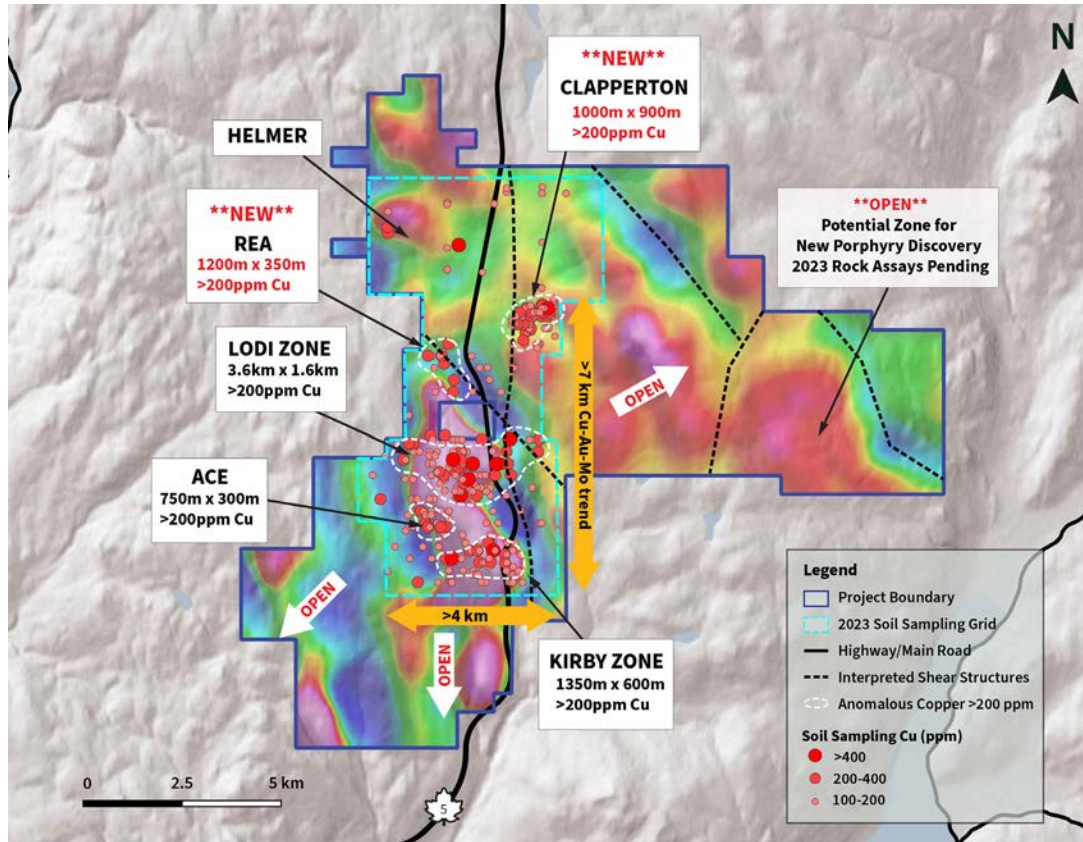 N
**NEW**
CLAPPERTON
1000m x 900m
>200ppm Cu
HELMER
**NEW**
REA
1200m x 350m
>200ppm Cu
**OPEN**
Potential Zone for
New Porphyry Discovery
2023 Rock Assays Pending
LODI ZONE
3.6km x 1.6km
>200ppm Cu
OPEN
>7 km Cu-Au-Mo trend
ACE
750m x 300m
>200ppm Cu
OPEN
>4 km
OPEN
KIRBY ZONE
1350m x 600m
>200ppm Cu
Legend
Project Boundary
2023 Soil Sampling Grid
Highway/Main Road
Interpreted Shear Structures
Anomalous Copper >200 ppm
Soil Sampling Cu (ppm)
>400
200-400
100-200
0 2.5 5 km
5